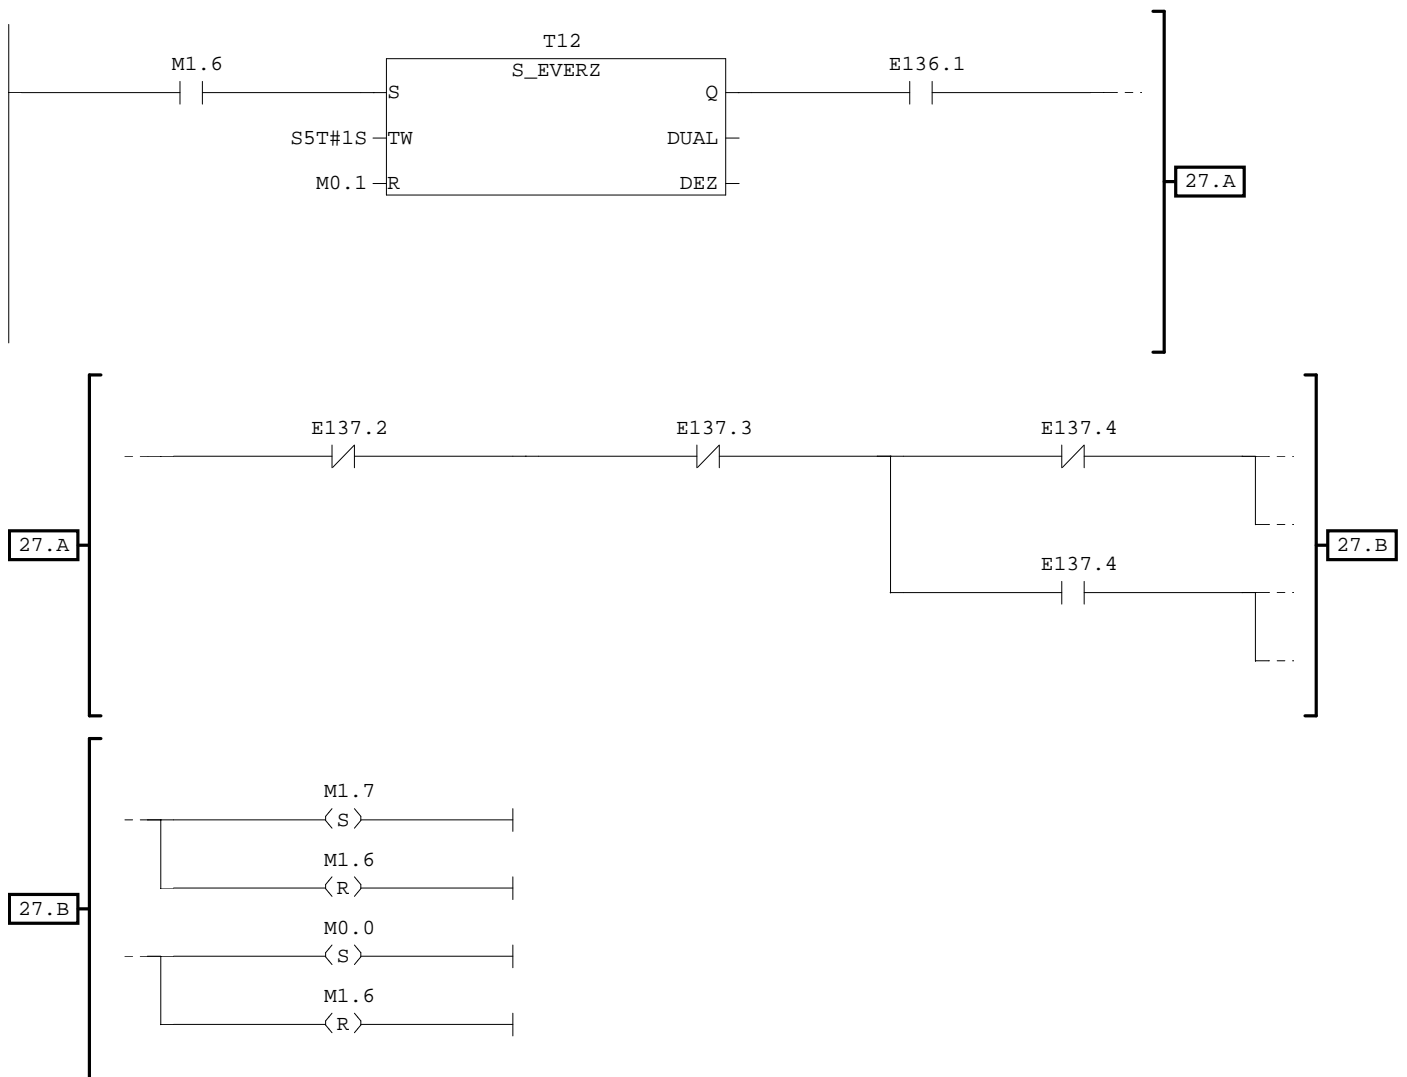 T12
M1.6
S_EVERZ
E136.1
S
Q
S5T#1S
TW
DUAL
M0.1
R
DEZ
27.A
E137.2
E137.3
E137.4
27.A
27.B
E137.4
M1.7
S
M1.6
R
27.B
M0.0
S
M1.6
R